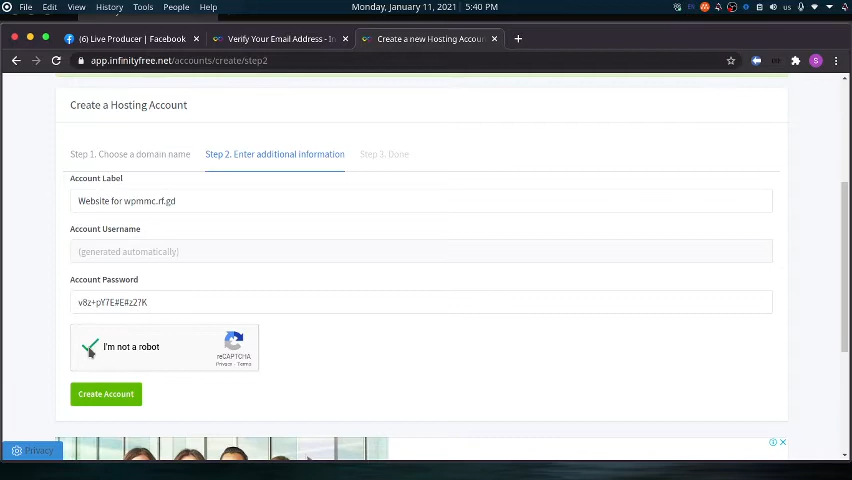 File Edit View History Tools People Help
Monday, January 11, 2021 5:40 PM
us
(6) Live Producer | Facebook
Verify Your Email Address - In
Create a new Hosting Accoun
app.infinityfree.net/accounts/create/step2
S
Create a Hosting Account
Step 1. Choose a domain name
Step 2. Enter additional information
Step 3. Done
Account Label
Website for wpmmc.rf.gd
Account Username
(generated automatically)
Account Password
v8z+pY7E#E#z2?K
I'm not a robot
reCAPTCHA
Privacy - Terms
Create Account
Privacy